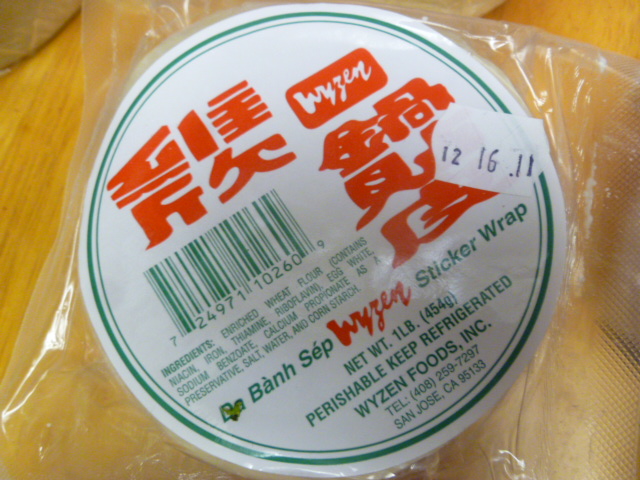 Wyzen
12 16 .11
7 24971 10260 9
INGREDIENTS: ENRICHED WHEAT FLOUR (CONTAINS
NIACIN, IRON, THIAMINE, RIBOFLAVIN), EGG WHITE,
SODIUM BENZOATE, CALCIUM PROPIONATE AS
PRESERVATIVE, SALT, WATER, AND CORN STARCH.
Da Bành Sép Wyzen Sticker Wrap
NET WT. 1LB. (454g)
PERISHABLE KEEP REFRIGERATED
WYZEN FOODS, INC.
TEL: (408) 259-7297
SAN JOSE, CA 95133